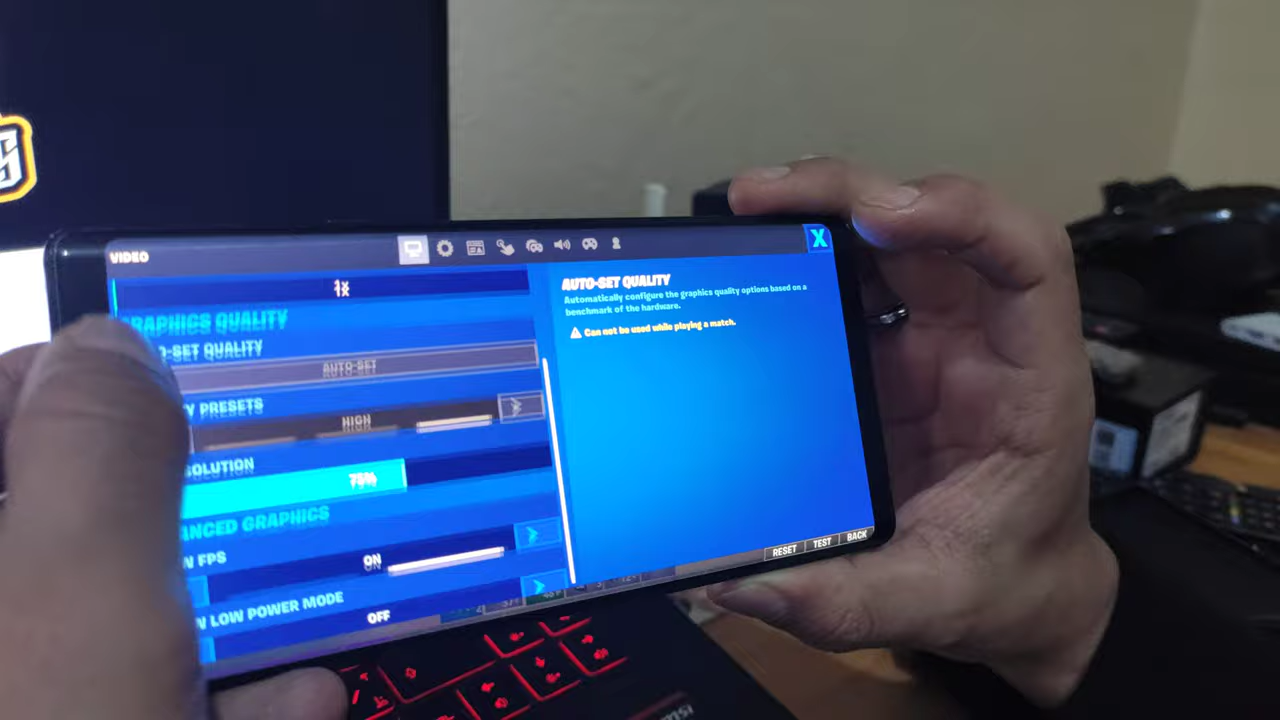 VIDEO
X
1X
GRAPHICS QUALITY
O-SET QUALITY
AUTO-SET
Y PRESETS
HIGH
SOLUTION
75%
ANCED GRAPHICS
N FPS
ON
N LOW POWER MODE
OFF
AUTO-SET QUALITY
Automatically configure the graphics quality options based on a
benchmark of the hardware.
Can not be used while playing a match.
RESET TEST BACK
msi